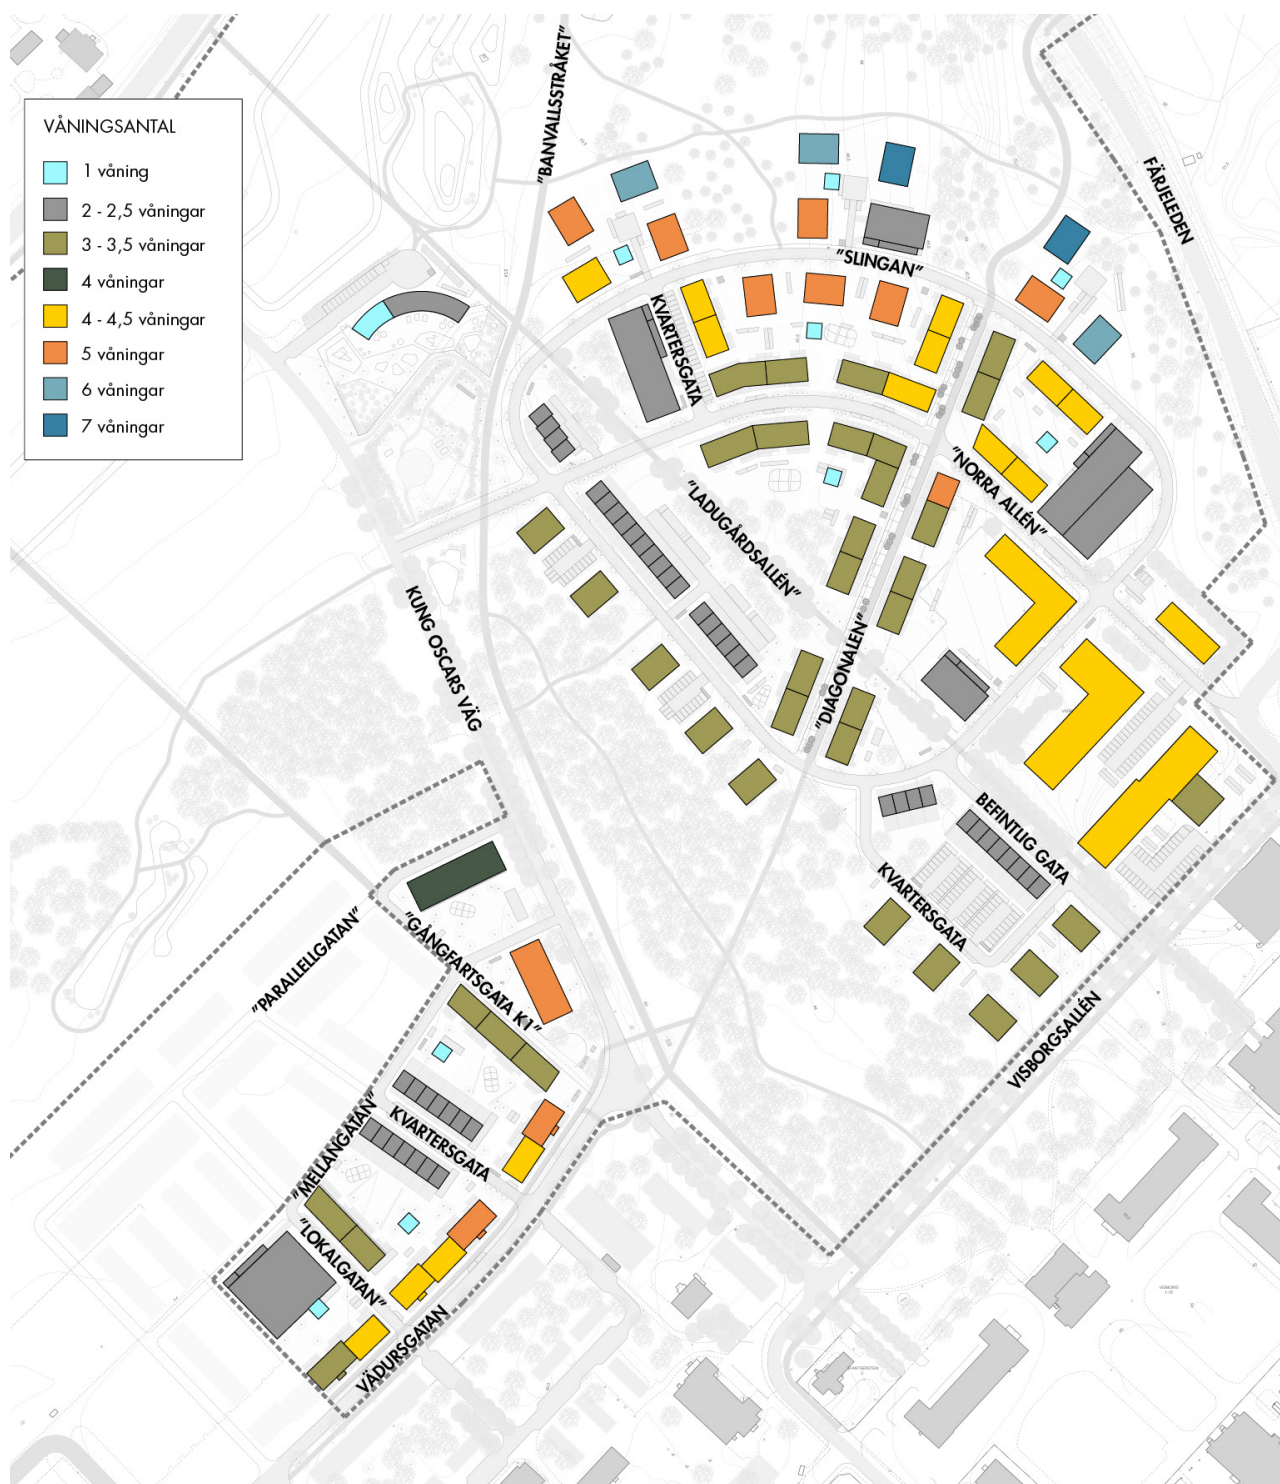 "BANVALLSSTRÅKET"
VÅNINGSANTAL
1 våning
2 - 2,5 våningar
3 - 3,5 våningar
4 våningar
4 - 4,5 våningar
5 våningar
6 våningar
7 våningar
FÄRJELEDEN
"SLINGAN"
KVARTERSGATA
"NORRA ALLÉN"
"LADUGÅRDSALLÉN"
KUNG OSCARS VÄG
"DIAGONALEN"
BEFINTLIG GATA
KVARTERSGATA
"PARALLELLGATAN"
"GÅNGFARTSGATA K1"
VISBORGSALLÉN
"MELLANGATAN"
KVARTERSGATA
"LOKALGATAN"
VÄDURSGATAN